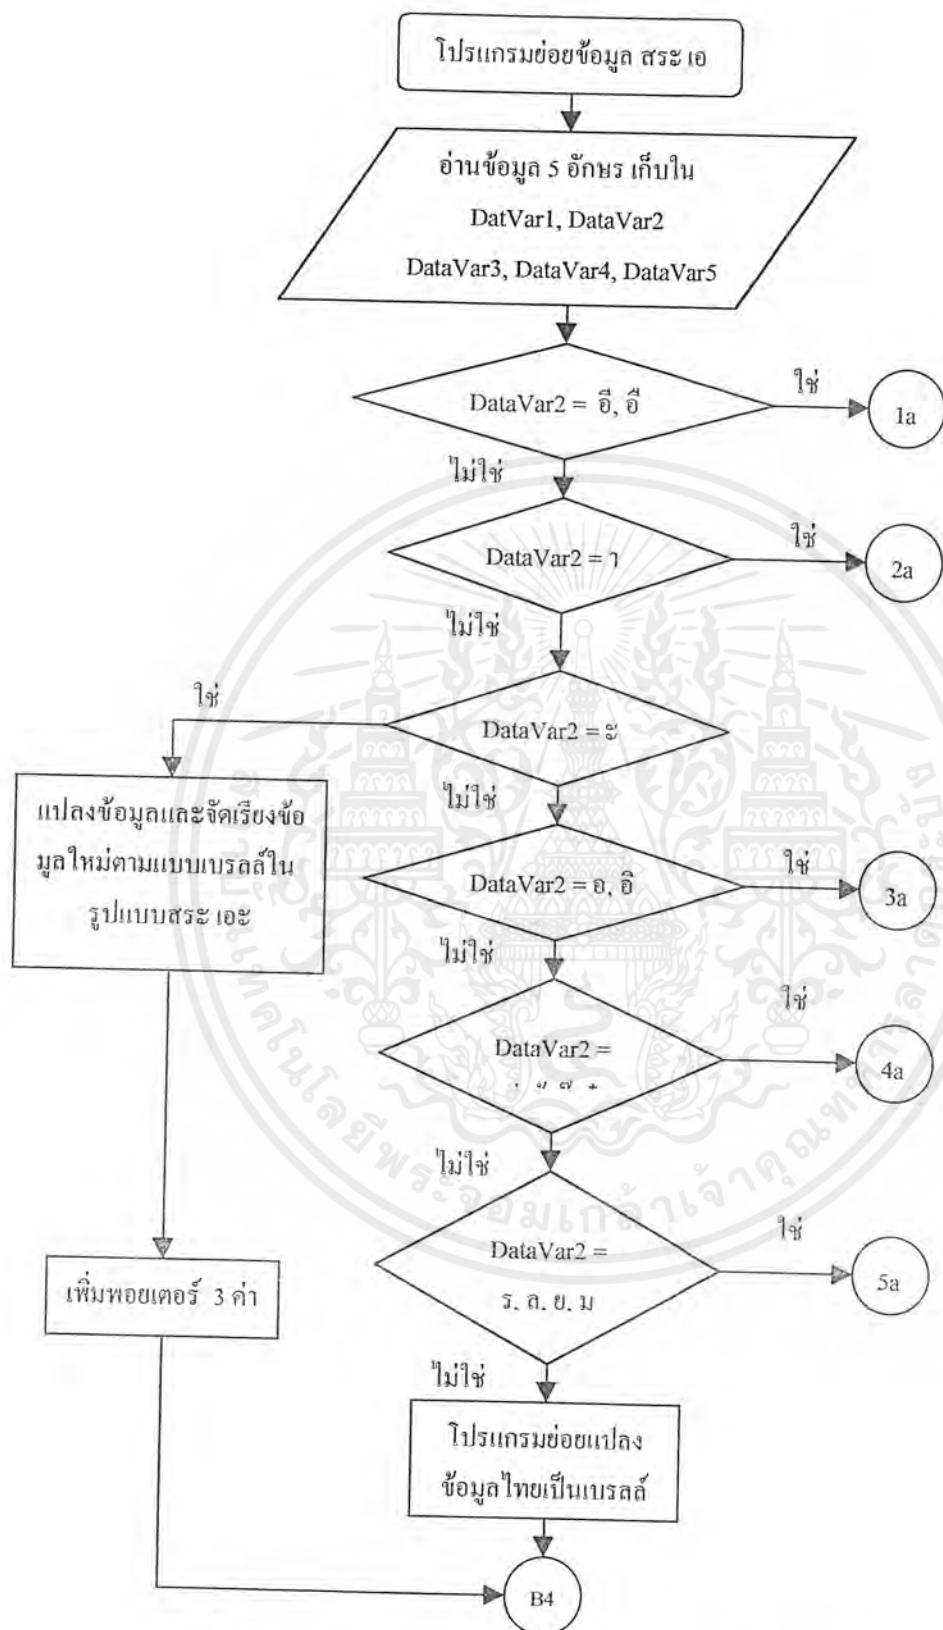 โปรแกรมย่อยข้อมูล สระ เอ
อ่านข้อมูล 5 อักษร เก็บใน
DatVar1, DataVar2
DataVar3, DataVar4, DataVar5
DataVar2 = อี, อื
ใช่
1a
ไม่ใช่
DataVar2 = า
ใช่
2a
ไม่ใช่
DataVar2 = ะ
ใช่
แปลงข้อมูลและจัดเรียงข้อ
มูลใหม่ตามแบบเบรลล์ใน
รูปแบบสระ เอะ
ไม่ใช่
DataVar2 = อ, อิ
ใช่
3a
ไม่ใช่
DataVar2 =
ใช่
4a
ไม่ใช่
DataVar2 =
ร, ล, ย, ม
ใช่
5a
เพิ่มพอยเตอร์ 3 ค่า
ไม่ใช่
โปรแกรมย่อยแปลง
ข้อมูลไทยเป็นเบรลล์
B4